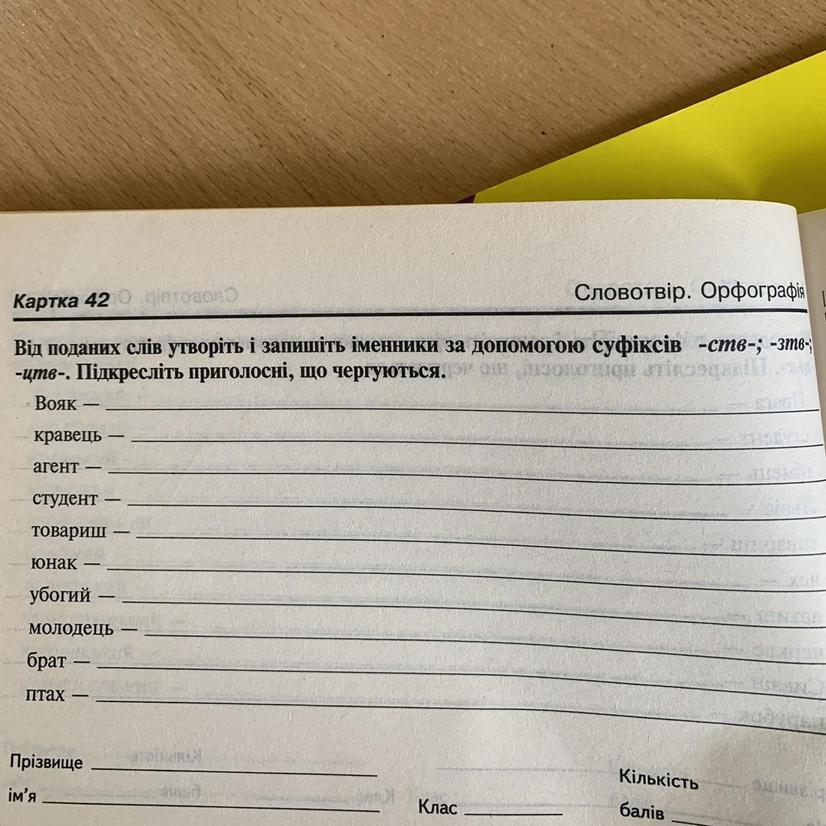 Картка 42
Словотвір. Орфографія
Від поданих слів утворіть і запишіть іменники за допомогою суфіксів -ств-; -зтв-;
-цтв-. Підкресліть приголосні, що чергуються.
Вояк —
кравець —
агент —
студент —
товариш —
юнак —
убогий —
молодець —
брат —
птах —
Прізвище
ім’я
Клас
Кількість
балів